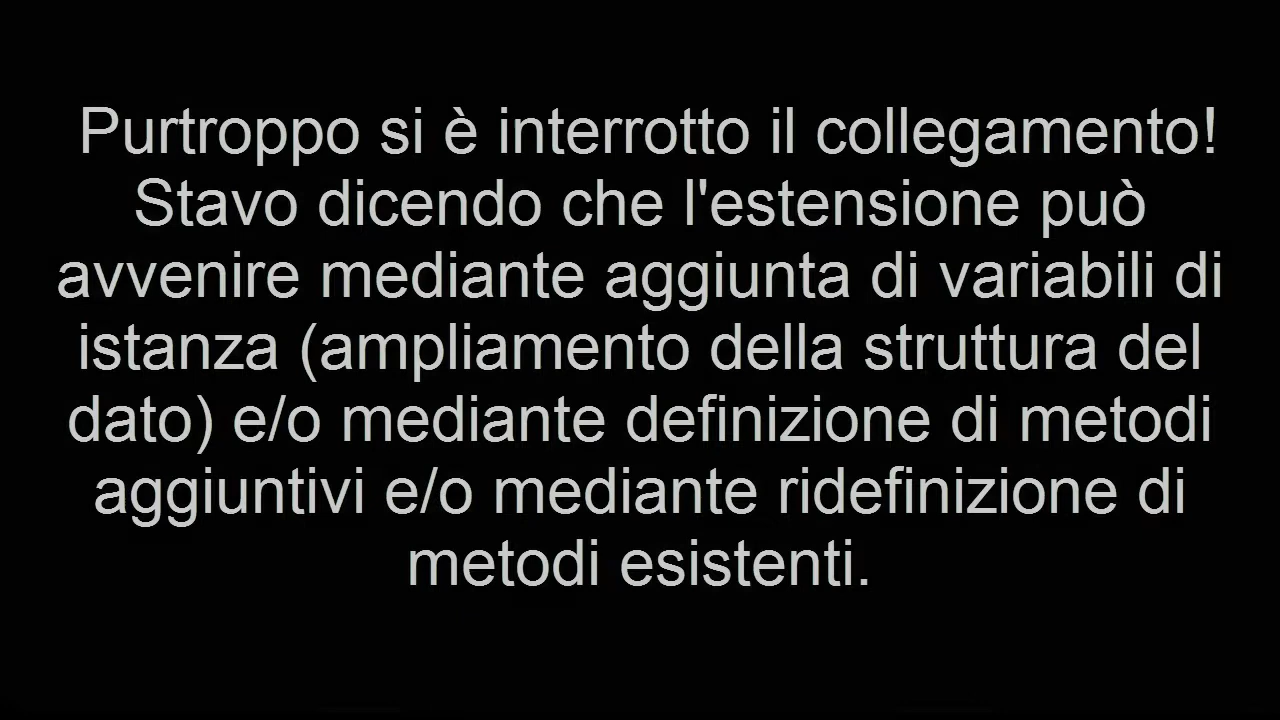 Purtroppo si è interrotto il collegamento!
Stavo dicendo che l'estensione può
avvenire mediante aggiunta di variabili di
istanza (ampliamento della struttura del
dato) e/o mediante definizione di metodi
aggiuntivi e/o mediante ridefinizione di
metodi esistenti.